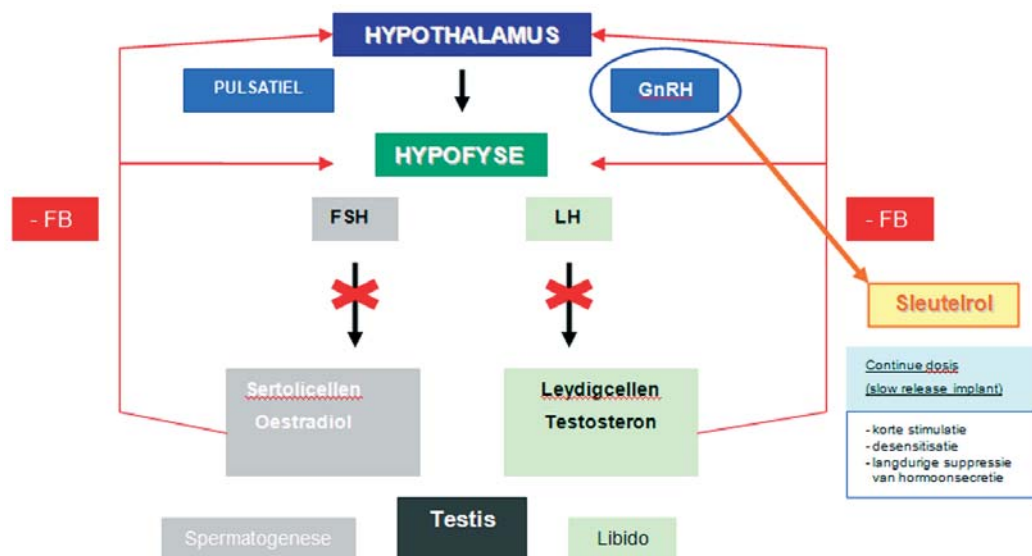 HYPOTHALAMUS
PULSATIEL
GnRH
HYPOFYSE
- FB
FSH
LH
- FB
Sleutelrol
Sertolicellen
Oestradiol
Leydigcellen
Testosteron
Continue dosis
(slow release implant)
- korte stimulatie
- desensitisatie
- langdurige suppressie
van hormoonsecretie
Testis
Spermatogenese
Libido